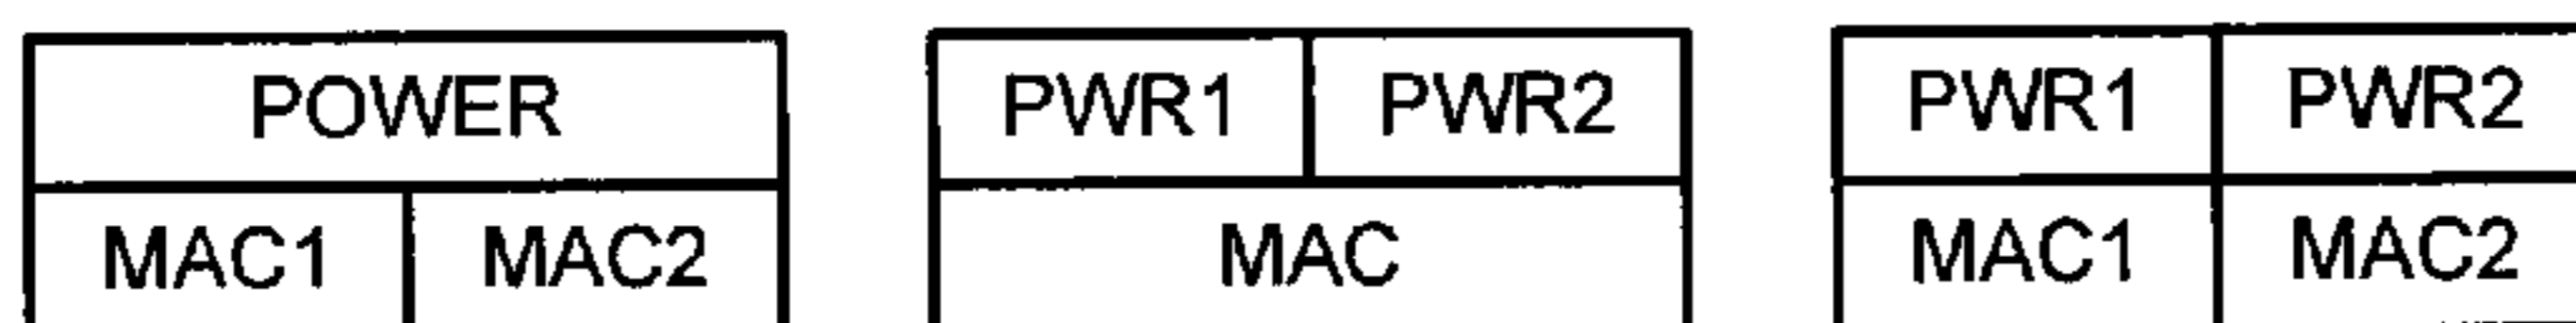 POWER PWR1 PWR2 PWR1 PWR2
MAC1 MAC2 MAC MAC1 MAC2